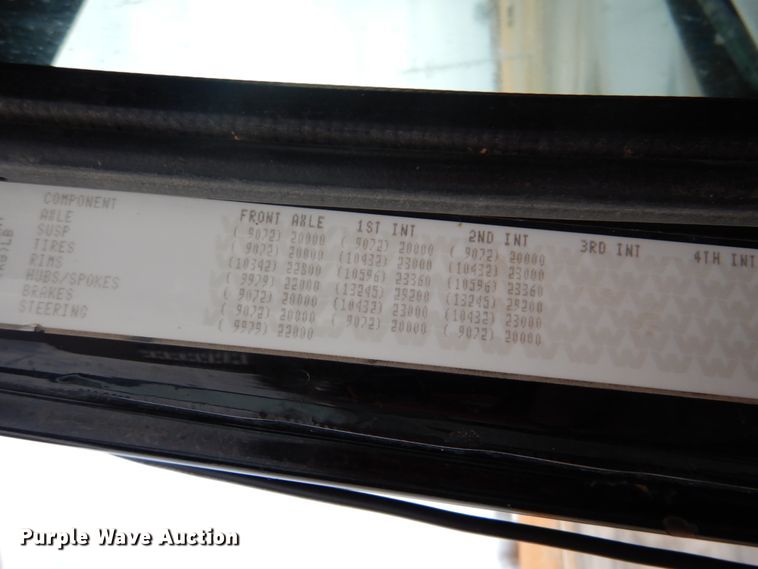 COMPONENT FRONT AXLE 1ST INT 2ND INT 3RD INT 4TH INT
AXLE ( 9072) 20000 ( 9072) 20000 ( 9072) 20000
SUSP ( 9072) 20000 (10432) 23000 (10432) 23000
TIRES (10342) 22800 (10596) 23360 (10596) 23360
RIMS ( 9979) 22000 (13245) 29200 (13245) 29200
HUBS/SPOKES ( 9072) 20000 (10432) 23000 (10432) 23000
BRAKES ( 9072) 20000 ( 9072) 20000 ( 9072) 20000
STEERING ( 9979) 22000
Purple Wave Auction